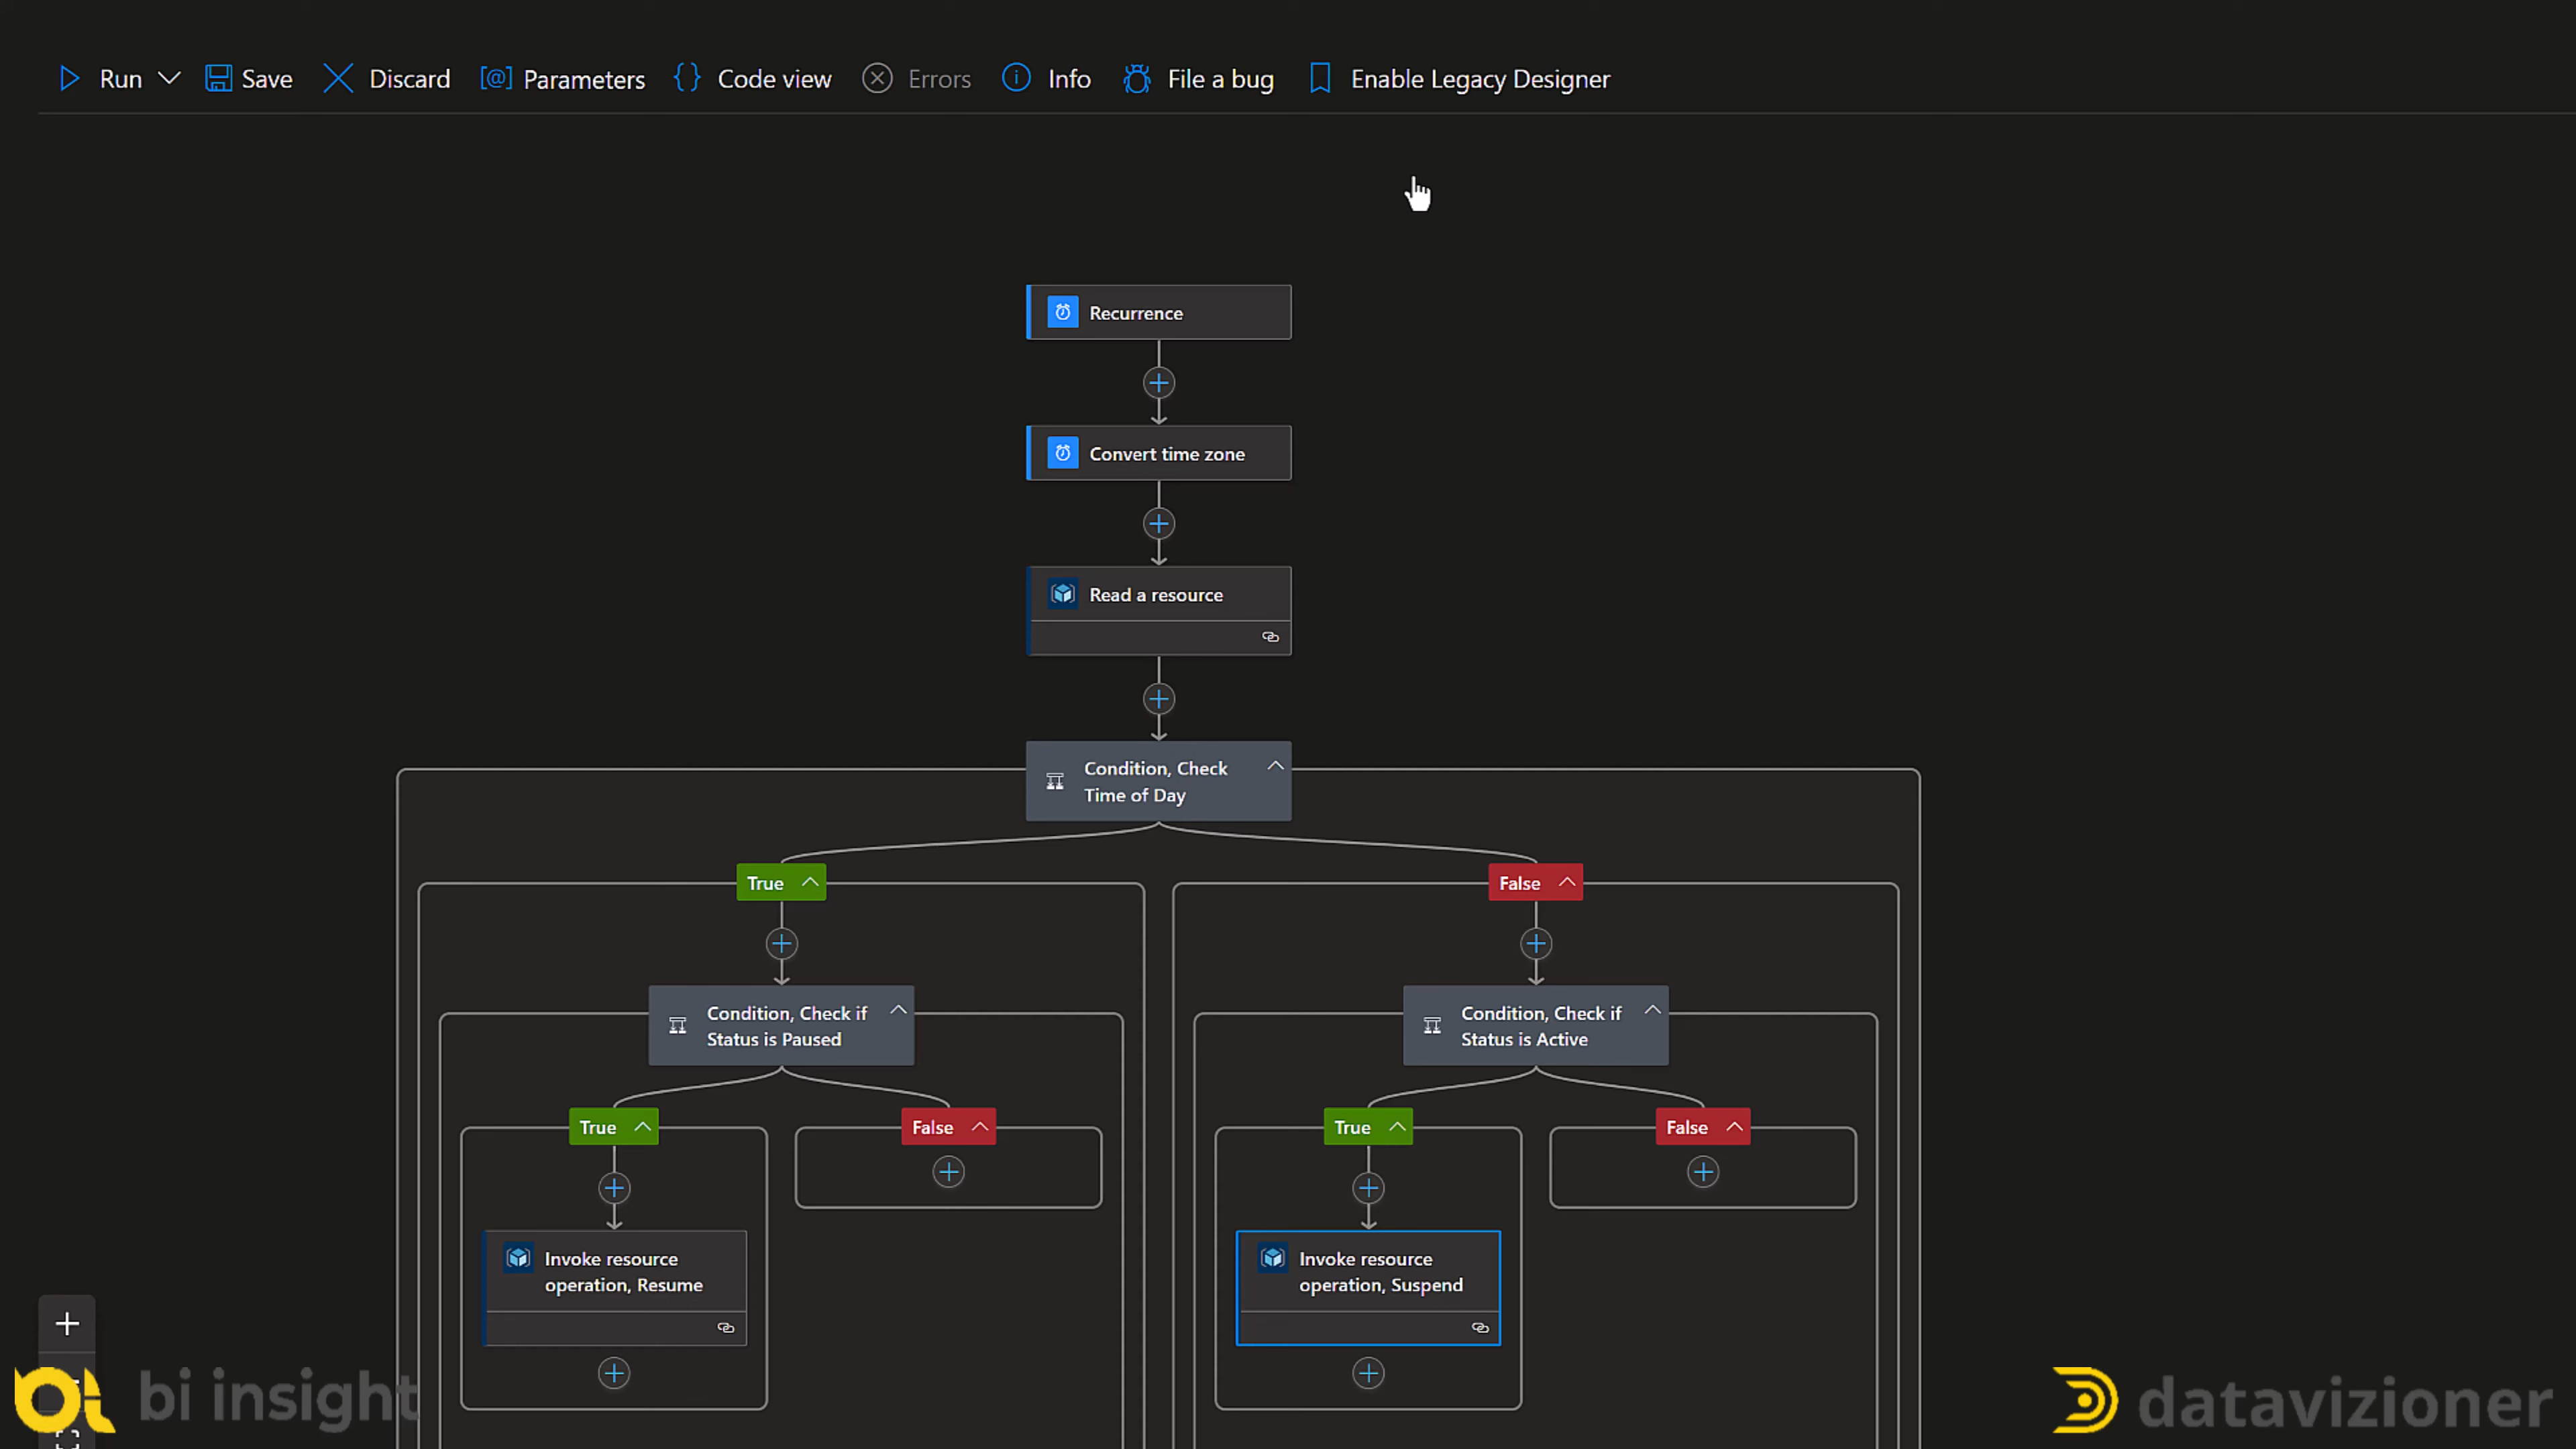 Run Save Discard Parameters Code view Errors Info File a bug Enable Legacy Designer
Recurrence
Convert time zone
Read a resource
Condition, Check
Time of Day
True
False
Condition, Check if
Status is Paused
Condition, Check if
Status is Active
True
False
True
False
Invoke resource
operation, Resume
Invoke resource
operation, Suspend
bi insight
datavizioner